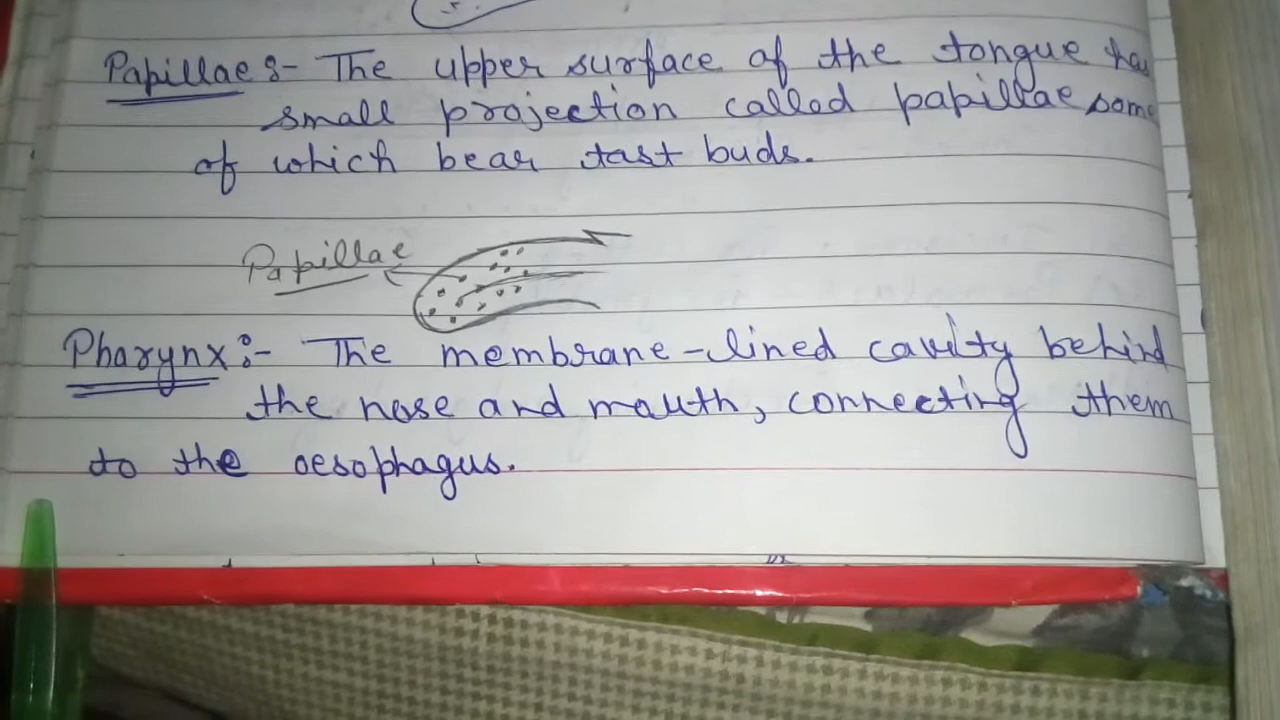 Papillae :- The upper surface of the tongue has
small projection called papillae some
of which bear tast buds.
Papillae
Pharynx :- The membrane-lined cavity behind
the nose and mauth, connecting them
to the oesophagus.